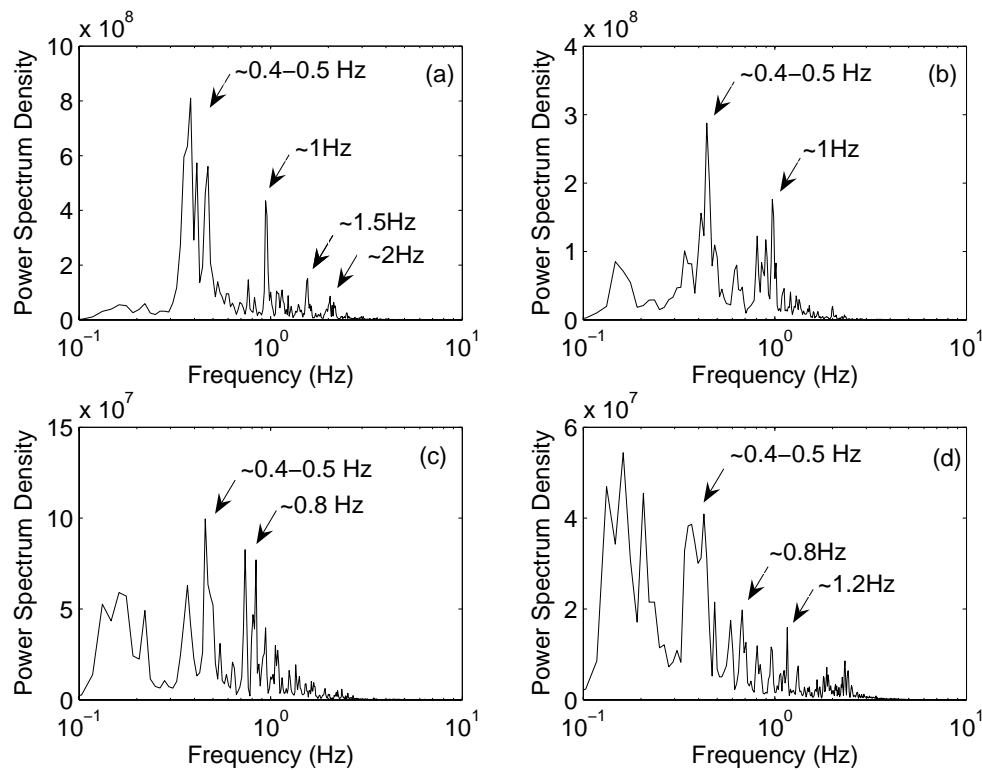 x 10^8
10
8
6
4
2
0
10^−1
10^0
10^1
Power Spectrum Density
Frequency (Hz)
(a)
~0.4−0.5 Hz
~1Hz
~1.5Hz
~2Hz
x 10^8
4
3
2
1
0
10^−1
10^0
10^1
Power Spectrum Density
Frequency (Hz)
(b)
~0.4−0.5 Hz
~1Hz
x 10^7
15
10
5
0
10^−1
10^0
10^1
Power Spectrum Density
Frequency (Hz)
(c)
~0.4−0.5 Hz
~0.8 Hz
x 10^7
6
4
2
0
10^−1
10^0
10^1
Power Spectrum Density
Frequency (Hz)
(d)
~0.4−0.5 Hz
~0.8Hz
~1.2Hz